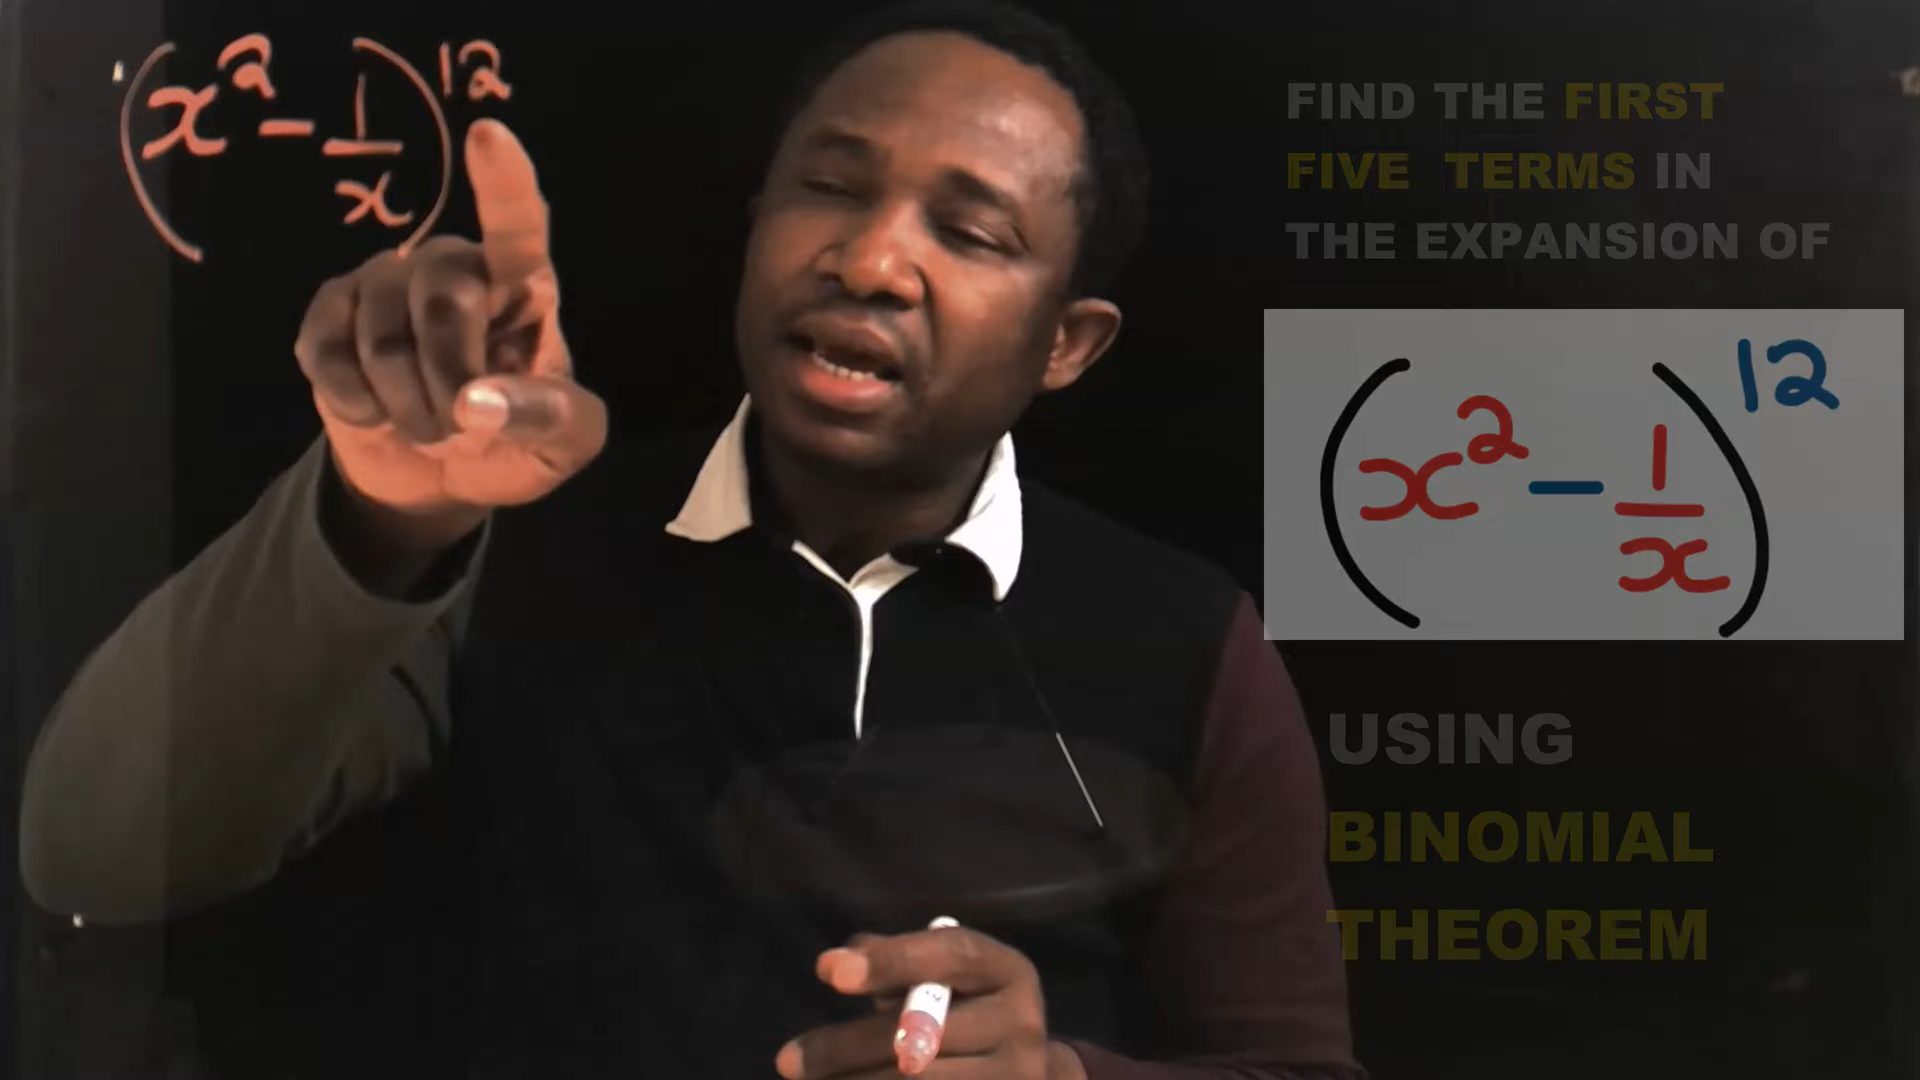 (x² - 1/x)¹²
FIND THE FIRST
FIVE TERMS IN
THE EXPANSION OF
(x² - 1/x)¹²
USING
BINOMIAL
THEOREM